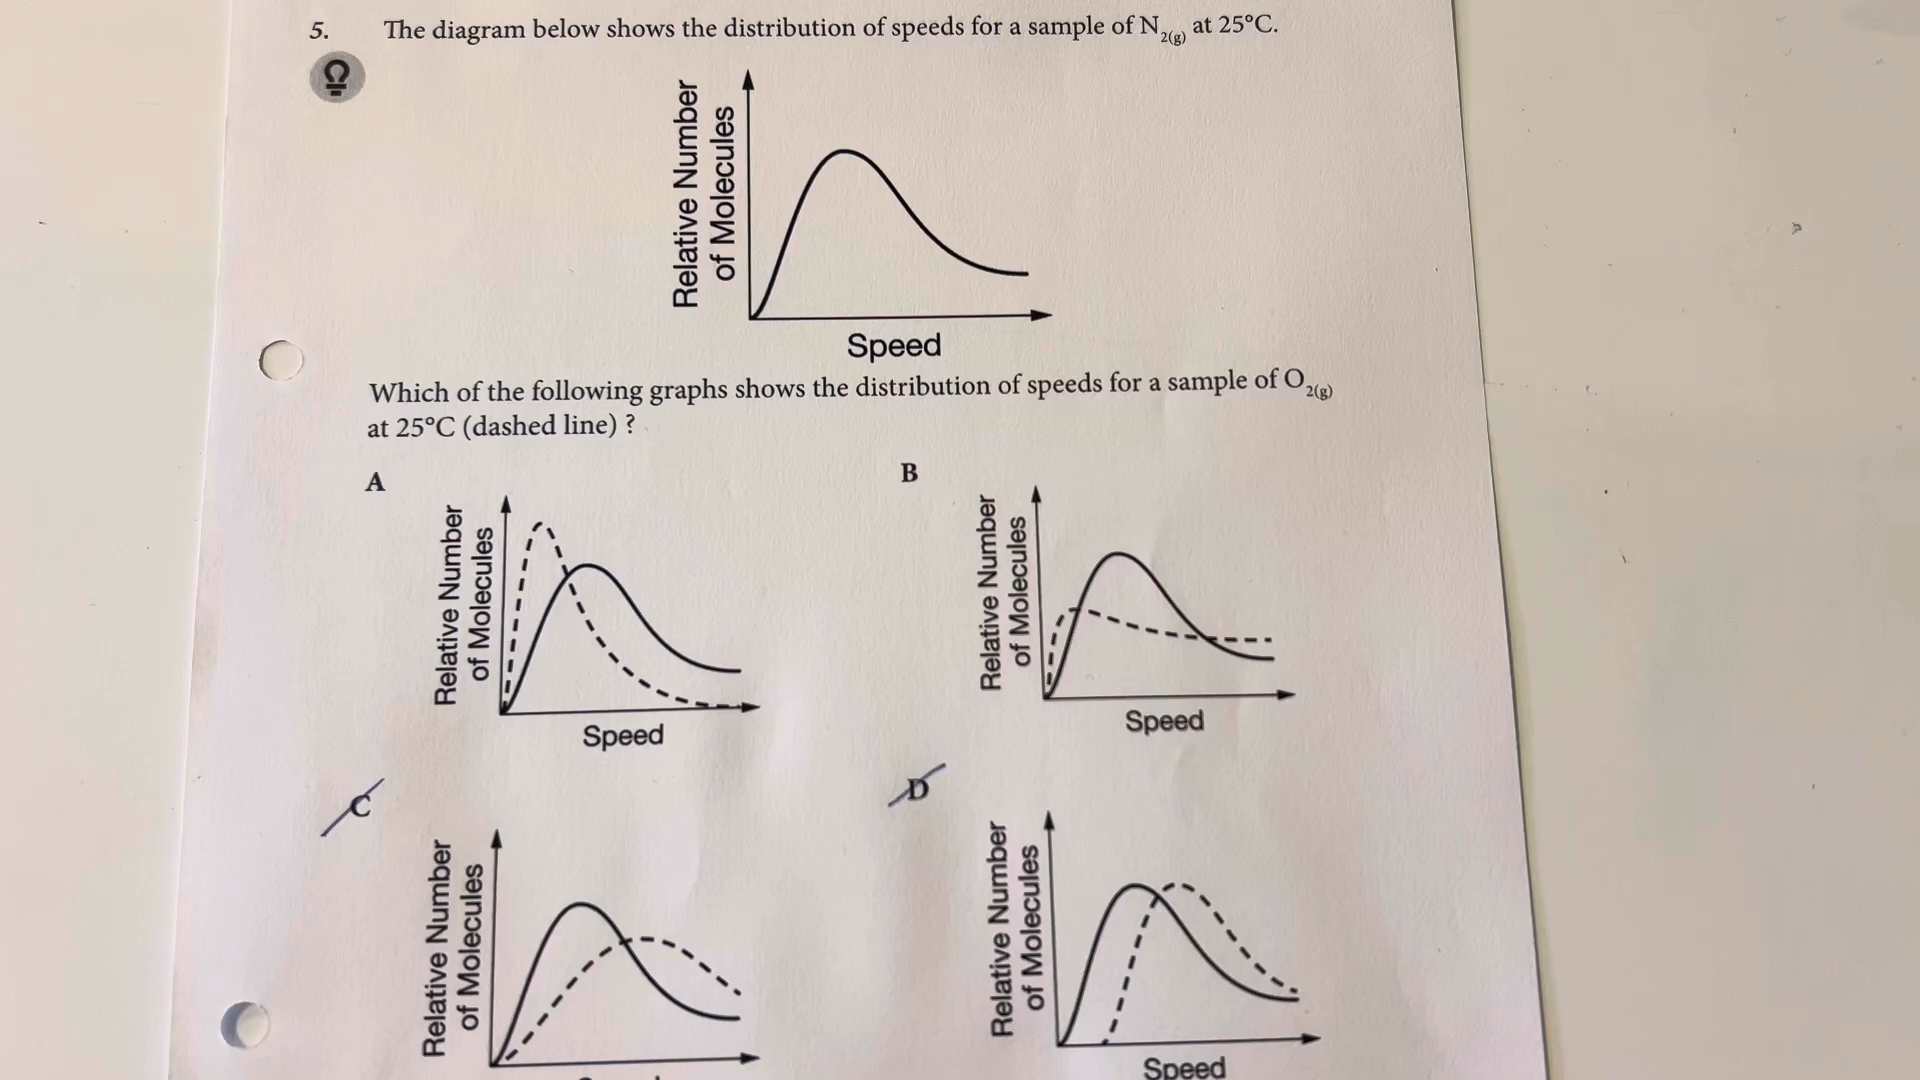 5. The diagram below shows the distribution of speeds for a sample of N2(g) at 25°C.
Relative Number
of Molecules
Speed
Which of the following graphs shows the distribution of speeds for a sample of O2(g)
at 25°C (dashed line) ?
A
Relative Number
of Molecules
Speed
B
Relative Number
of Molecules
Speed
C
Relative Number
of Molecules
D
Relative Number
of Molecules
Speed